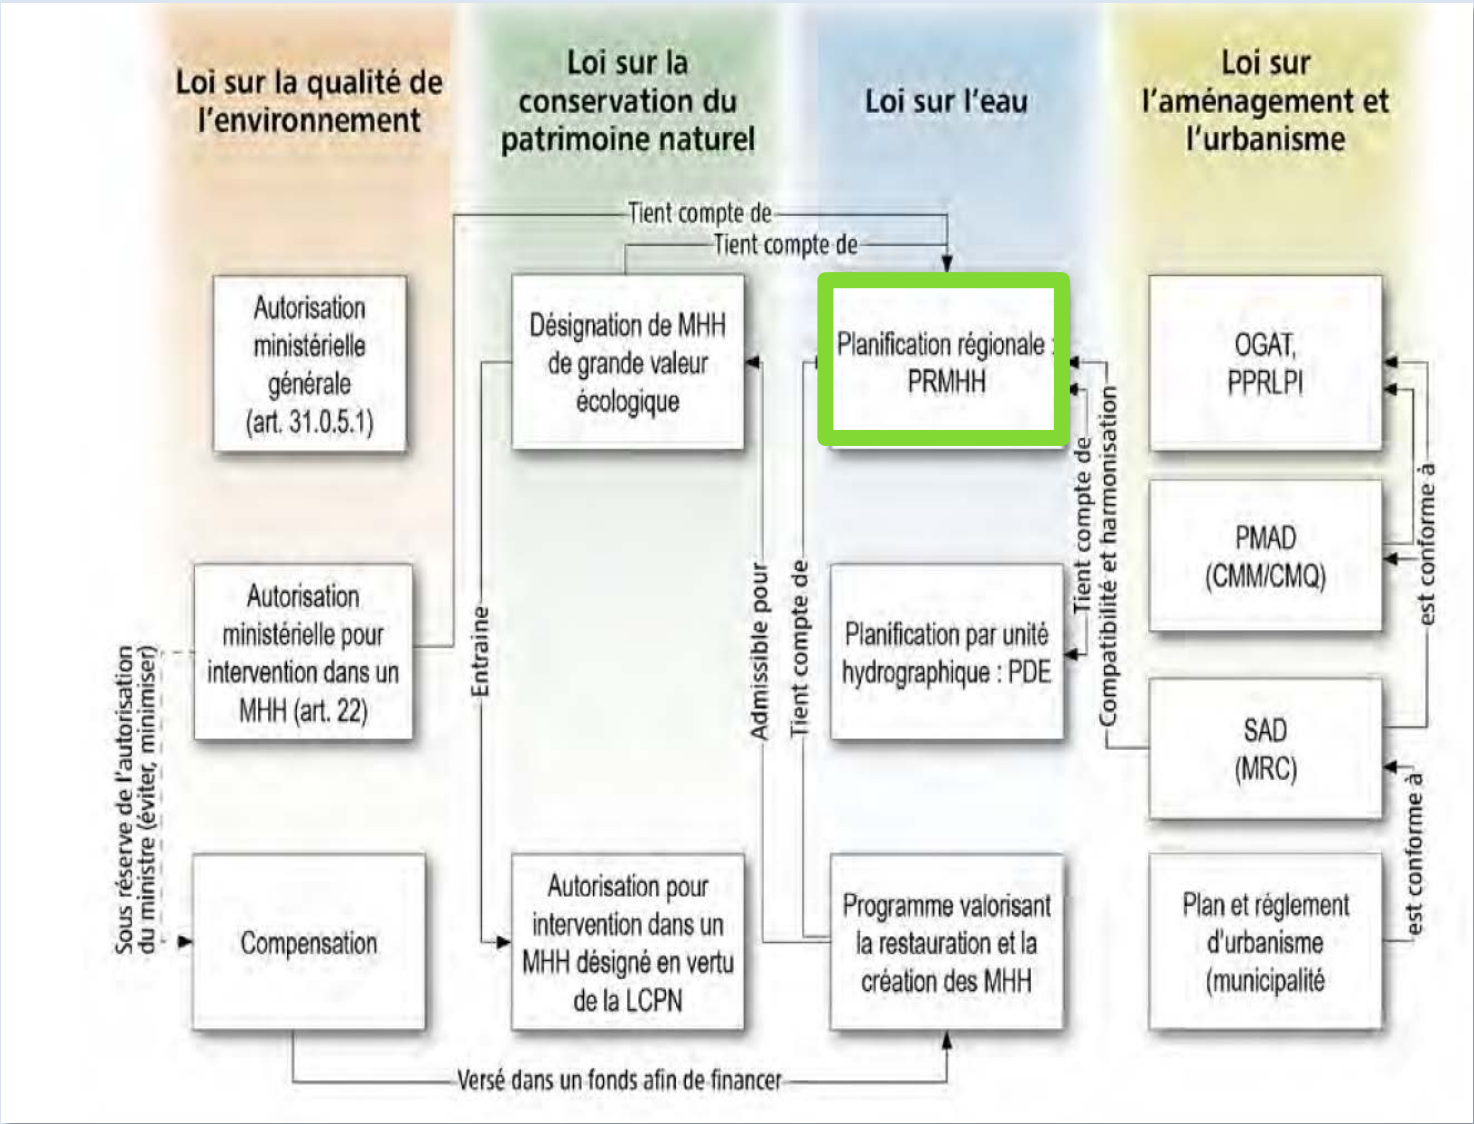 Loi sur la qualité de
l'environnement
Loi sur la
conservation du
patrimoine naturel
Loi sur l'eau
Loi sur
l'aménagement et
l'urbanisme
Tient compte de
Tient compte de
Autorisation
ministérielle
générale
(art. 31.0.5.1)
Désignation de MHH
de grande valeur
écologique
Planification régionale :
PRMHH
OGAT,
PPRLPI
Autorisation
ministérielle pour
intervention dans un
MHH (art. 22)
Entraine
Admissible pour
Tient compte de
Planification par unité
hydrographique : PDE
Tient compte de
Compatibilité et harmonisation
PMAD
(CMM/CMQ)
est conforme à
SAD
(MRC)
Sous réserve de l'autorisation
du ministre (éviter, minimiser)
Compensation
Autorisation pour
intervention dans un
MHH désigné en vertu
de la LCPN
Programme valorisant
la restauration et la
création des MHH
Plan et réglement
d'urbanisme
(municipalité
est conforme à
Versé dans un fonds afin de financer